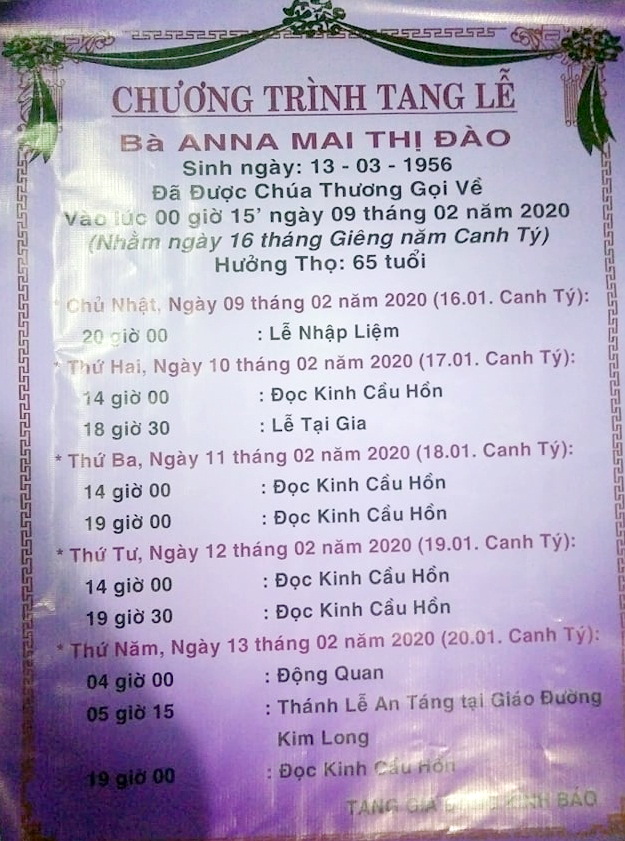 CHƯƠNG TRÌNH TANG LỄ
Bà ANNA MAI THỊ ĐÀO
Sinh ngày: 13 - 03 - 1956
Đã Được Chúa Thương Gọi Về
Vào lúc 00 giờ 15' ngày 09 tháng 02 năm 2020
(Nhằm ngày 16 tháng Giêng năm Canh Tý)
Hưởng Thọ: 65 tuổi
* Chủ Nhật, Ngày 09 tháng 02 năm 2020 (16.01. Canh Tý):
20 giờ 00 : Lễ Nhập Liệm
* Thứ Hai, Ngày 10 tháng 02 năm 2020 (17.01. Canh Tý):
14 giờ 00 : Đọc Kinh Cầu Hồn
18 giờ 30 : Lễ Tại Gia
* Thứ Ba, Ngày 11 tháng 02 năm 2020 (18.01. Canh Tý):
14 giờ 00 : Đọc Kinh Cầu Hồn
19 giờ 00 : Đọc Kinh Cầu Hồn
* Thứ Tư, Ngày 12 tháng 02 năm 2020 (19.01. Canh Tý):
14 giờ 00 : Đọc Kinh Cầu Hồn
19 giờ 30 : Đọc Kinh Cầu Hồn
* Thứ Năm, Ngày 13 tháng 02 năm 2020 (20.01. Canh Tý):
04 giờ 00 : Động Quan
05 giờ 15 : Thánh Lễ An Táng tại Giáo Đường
Kim Long
19 giờ 00 : Đọc Kinh Cầu Hồn
TANG GIA KÍNH BÁO